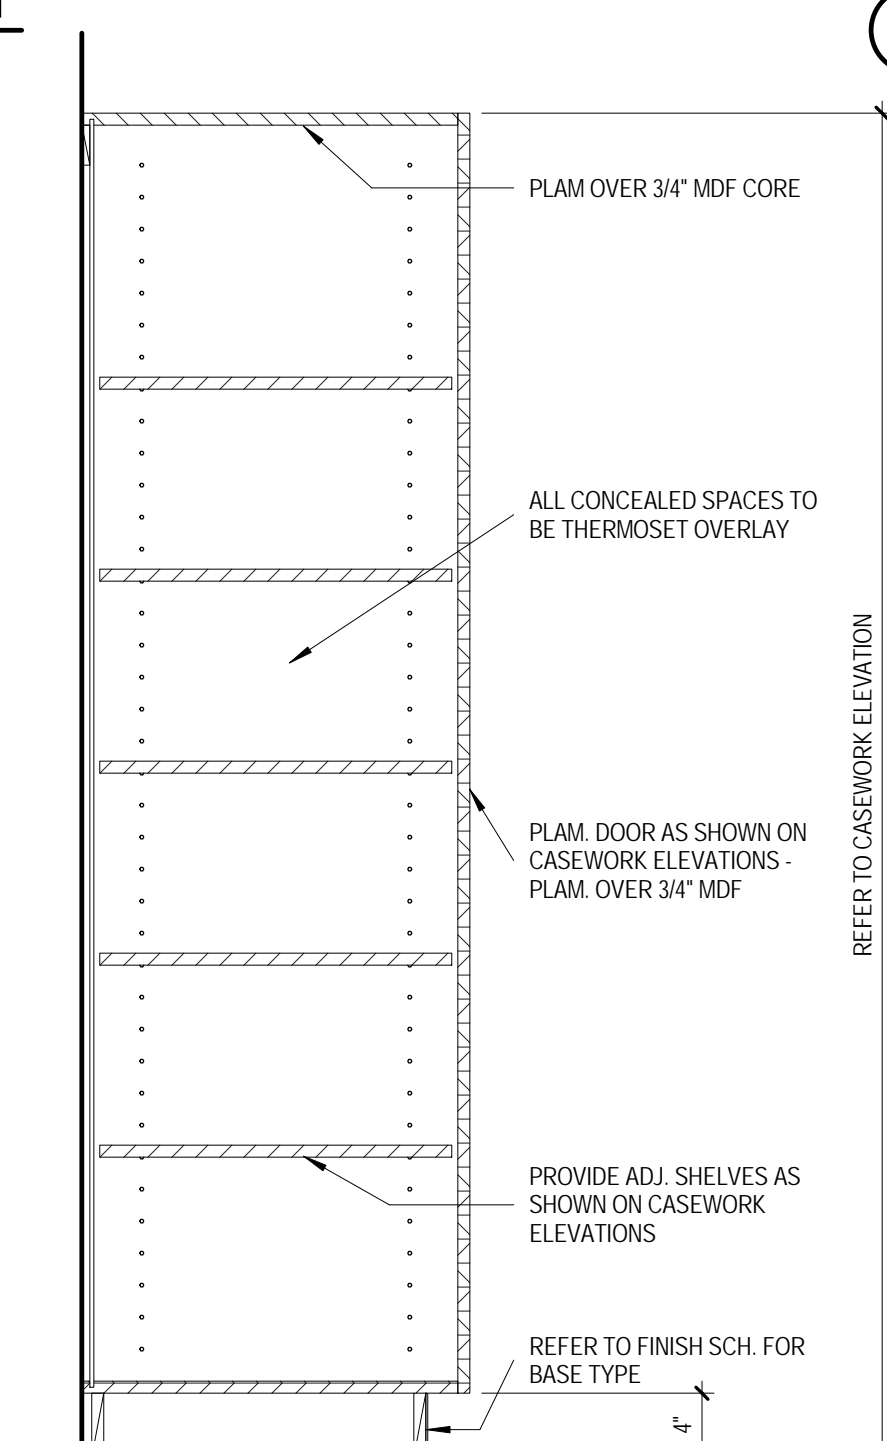 PLAM OVER 3/4" MDF CORE
ALL CONCEALED SPACES TO
BE THERMOSET OVERLAY
REFER TO CASEWORK ELEVATION
PLAM. DOOR AS SHOWN ON
CASEWORK ELEVATIONS -
PLAM. OVER 3/4" MDF
PROVIDE ADJ. SHELVES AS
SHOWN ON CASEWORK
ELEVATIONS
REFER TO FINISH SCH. FOR
BASE TYPE
4"